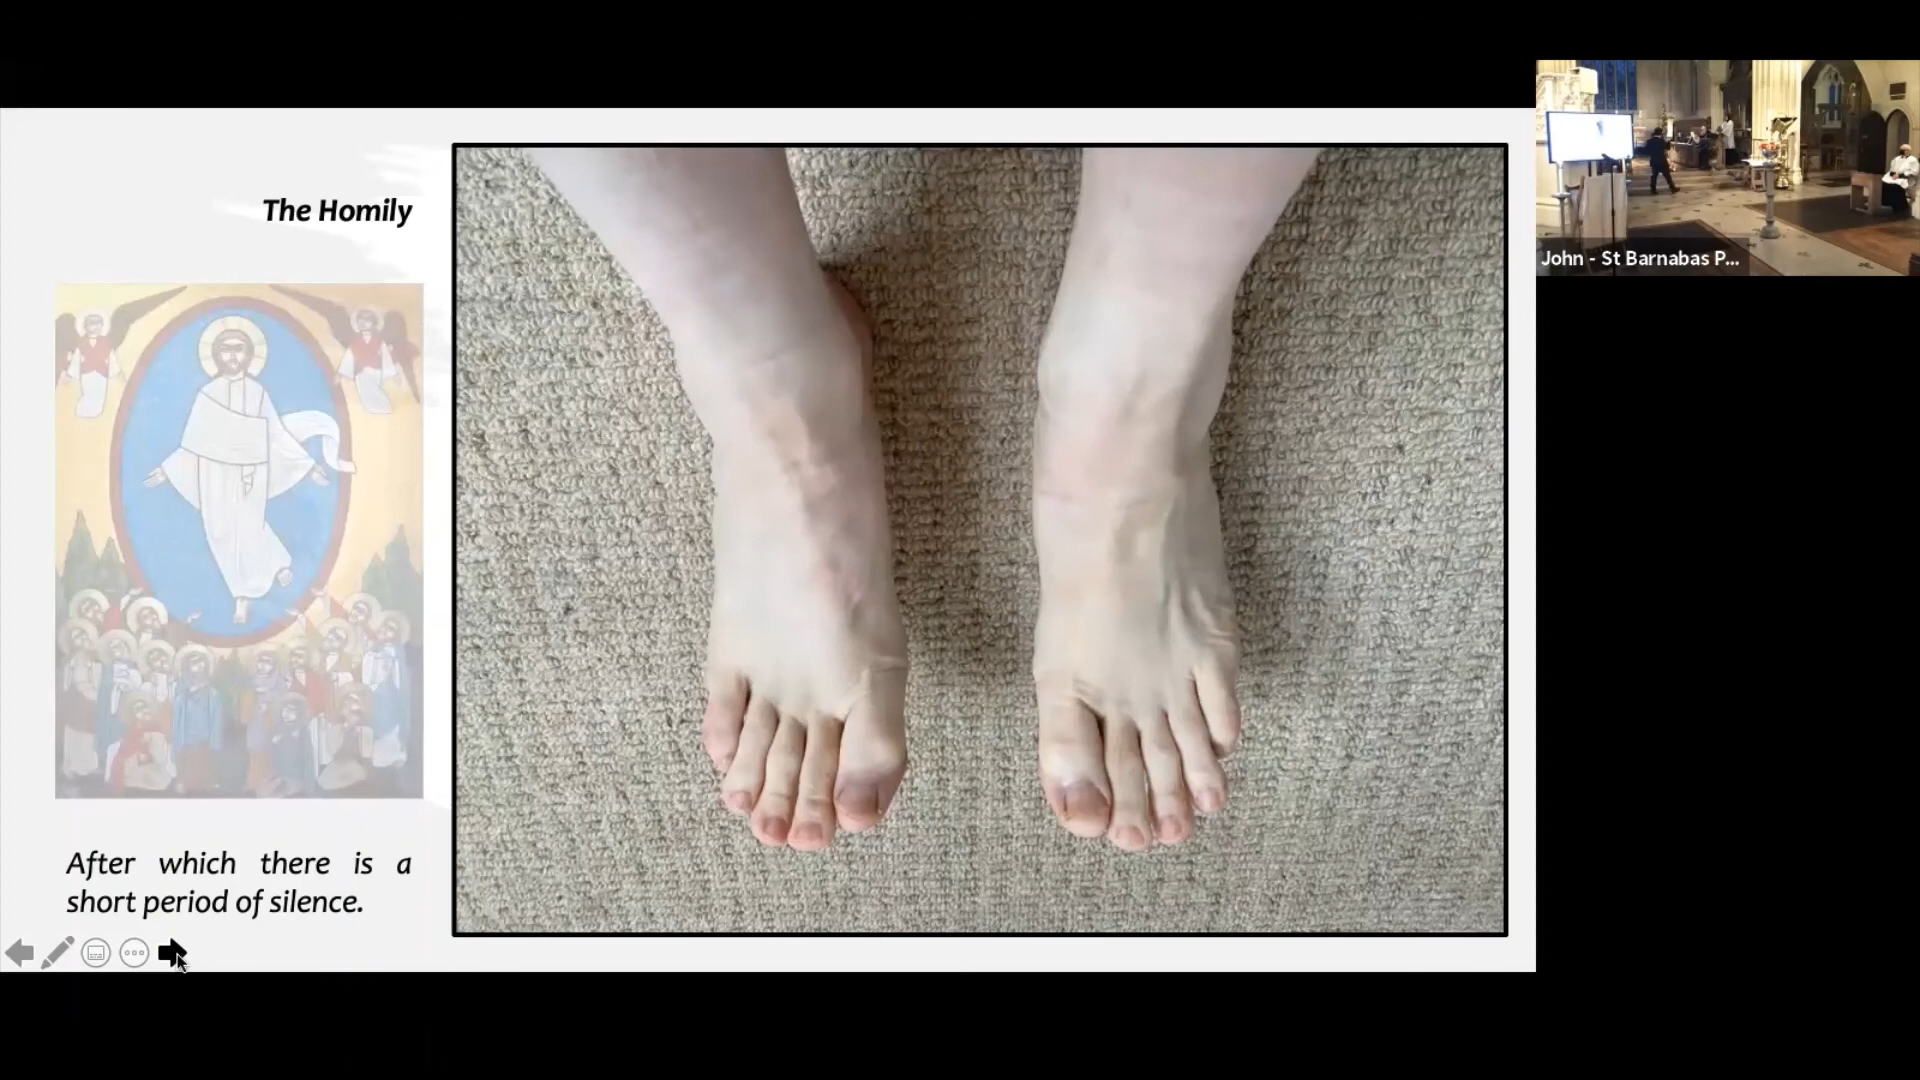 The Homily
After which there is a
short period of silence.
John - St Barnabas P...